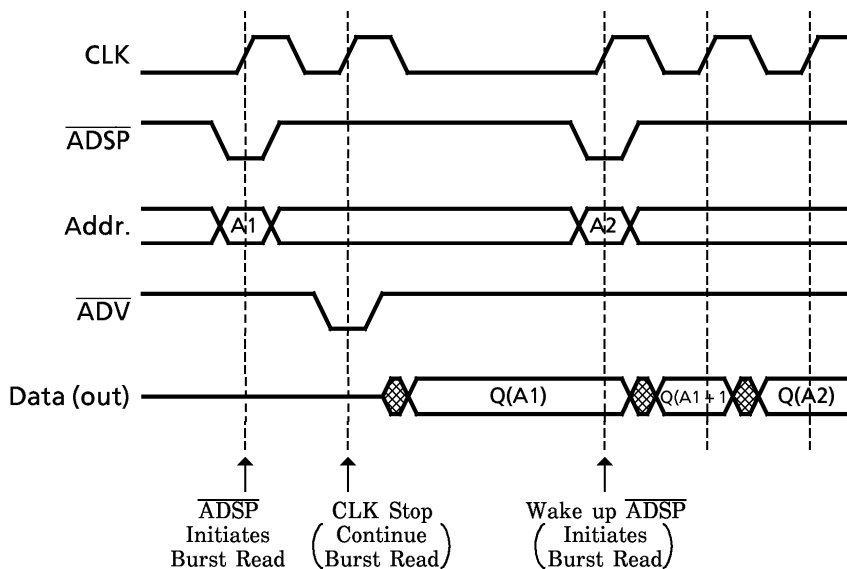 CLK
ADSP
Addr. A1 A2
ADV
Data (out) Q(A1) Q(A1 + 1 Q(A2)
ADSP
Initiates
Burst Read
CLK Stop
(Continue
Burst Read)
Wake up ADSP
(Initiates
Burst Read)